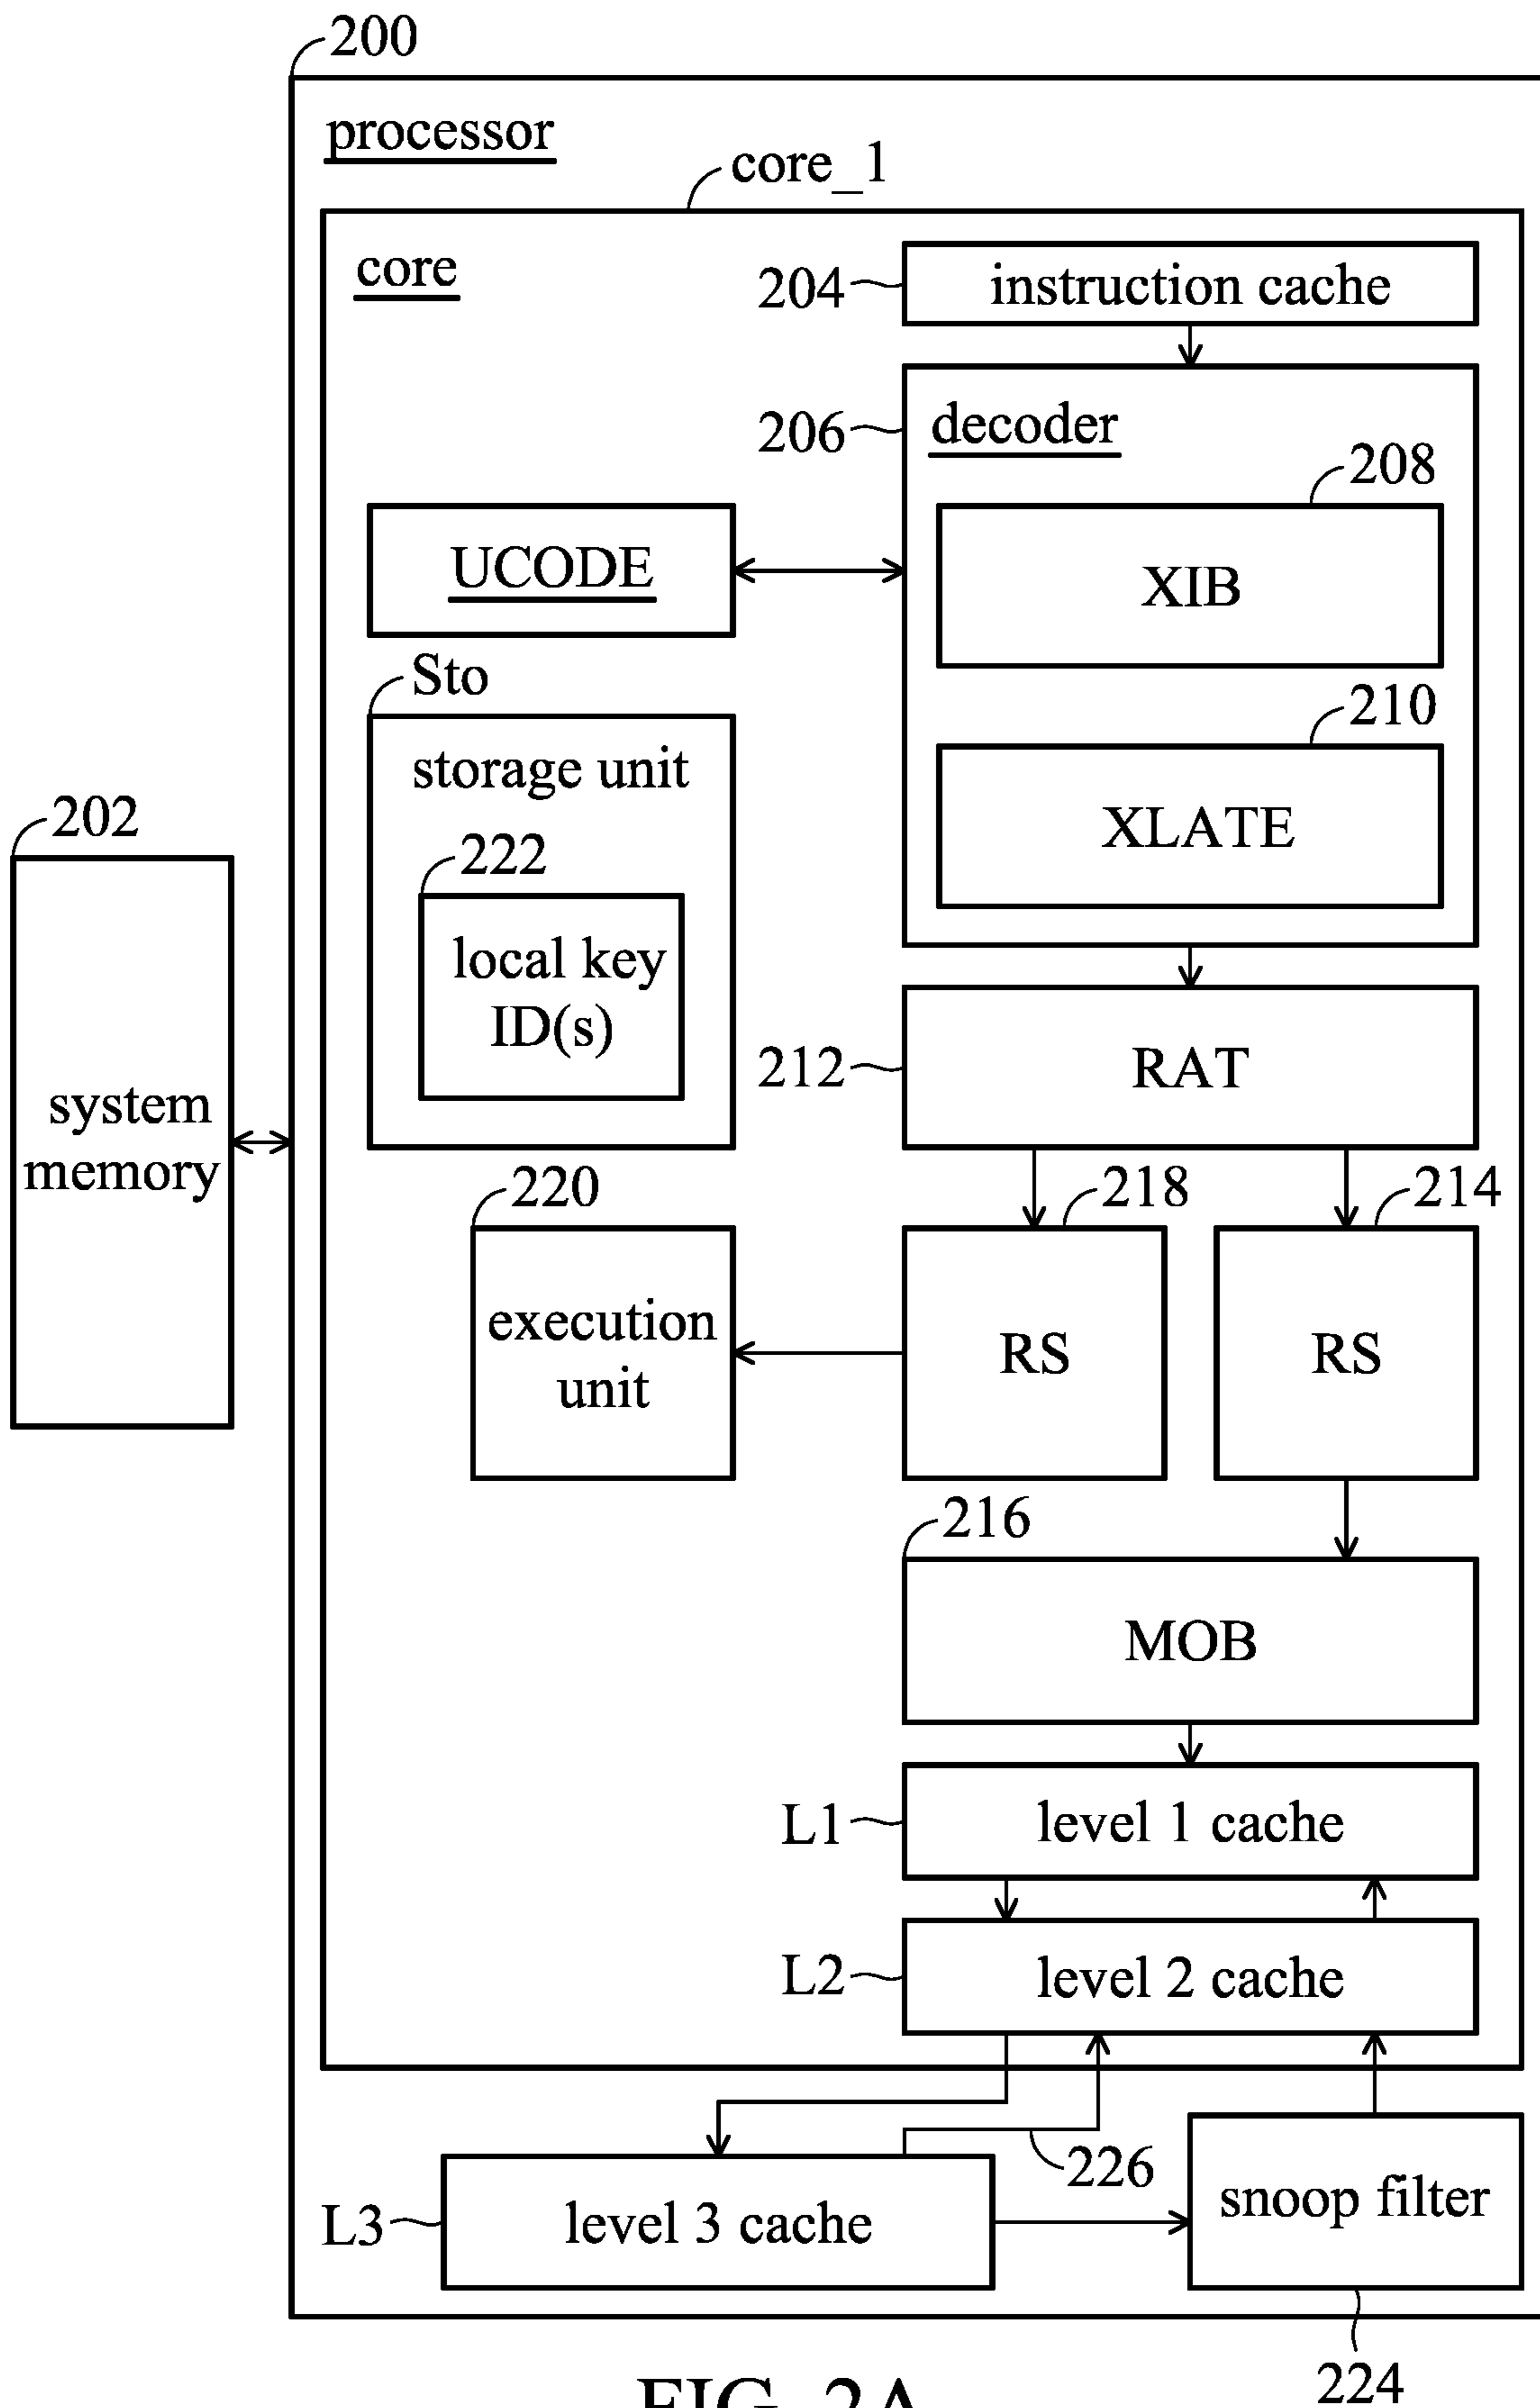 200
processor
core_1
core
204
instruction cache
206
decoder
208
XIB
UCODE
Sto
storage unit
210
XLATE
202
222
local key
ID(s)
system
memory
212
RAT
220
218
214
execution
unit
RS
RS
216
MOB
L1
level 1 cache
L2
level 2 cache
226
L3
level 3 cache
snoop filter
224
FIG. 2A